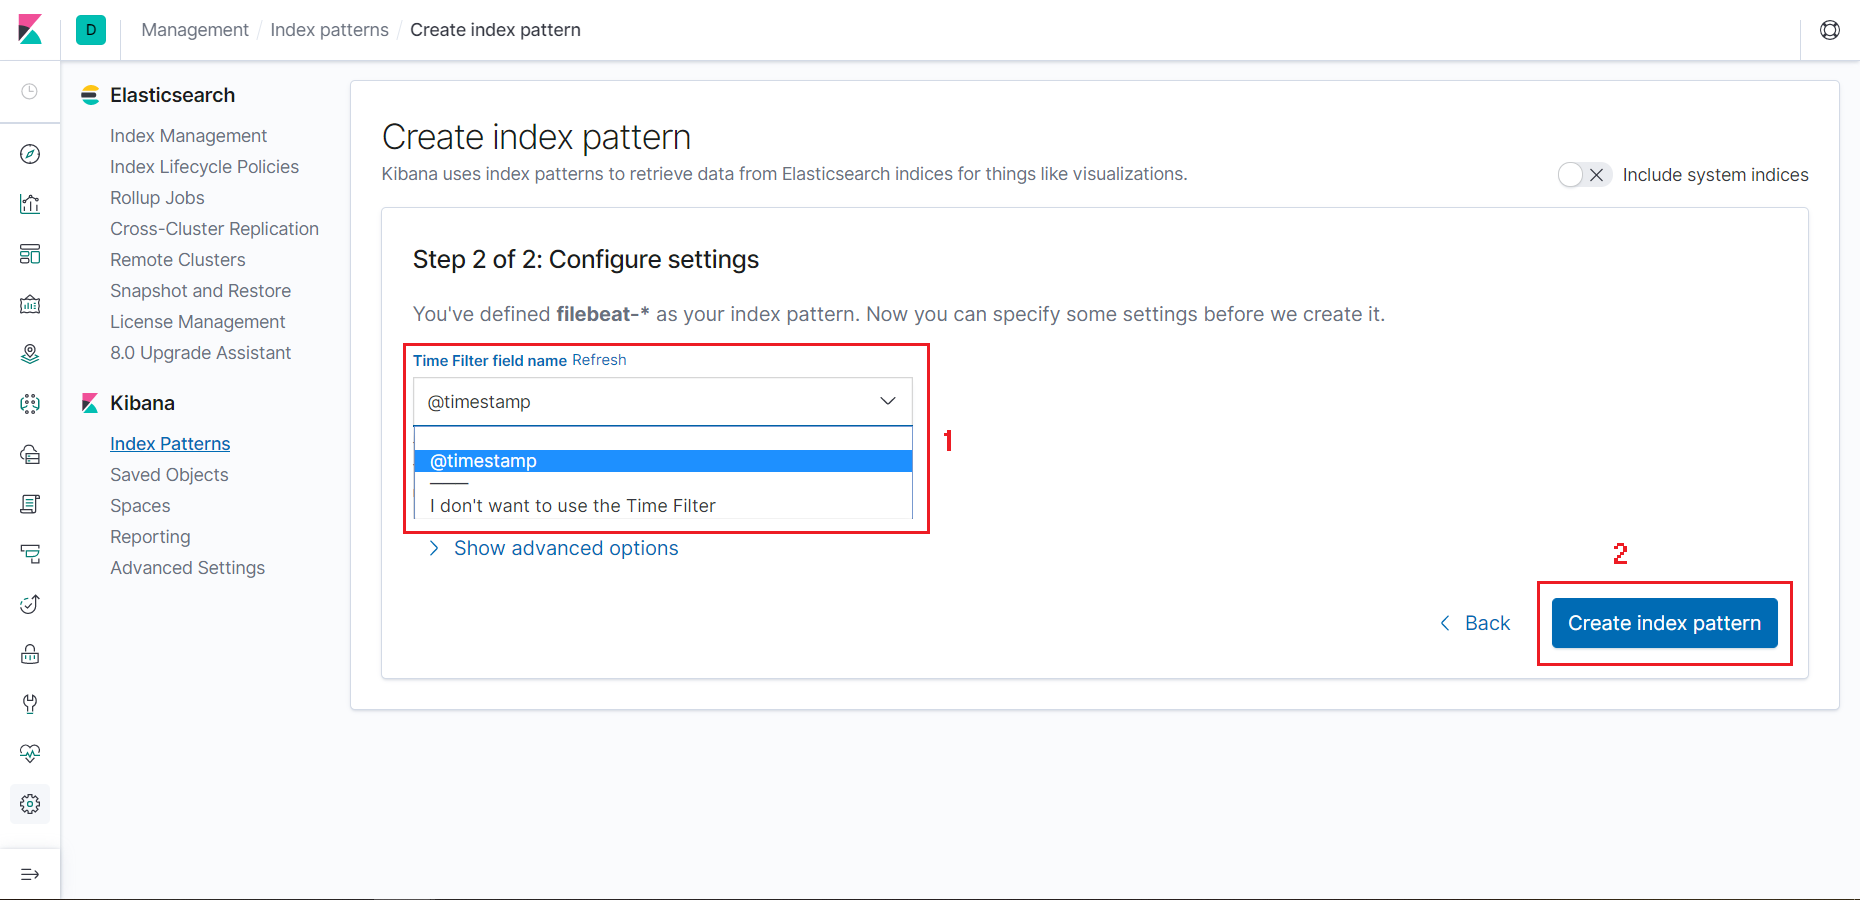 D Management / Index patterns / Create index pattern
Elasticsearch
Index Management
Index Lifecycle Policies
Rollup Jobs
Cross-Cluster Replication
Remote Clusters
Snapshot and Restore
License Management
8.0 Upgrade Assistant
Kibana
Index Patterns
Saved Objects
Spaces
Reporting
Advanced Settings
Create index pattern
Kibana uses index patterns to retrieve data from Elasticsearch indices for things like visualizations.
Include system indices
Step 2 of 2: Configure settings
You've defined filebeat-* as your index pattern. Now you can specify some settings before we create it.
Time Filter field name Refresh
@timestamp
1
@timestamp
I don't want to use the Time Filter
Show advanced options
2
Back
Create index pattern